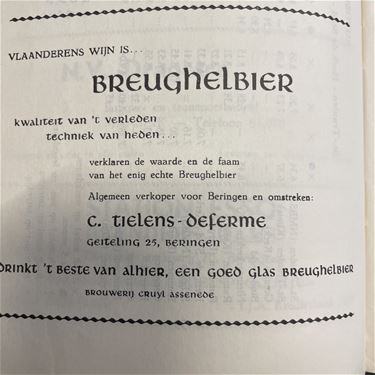 VLAANDERENS WIJN IS...
BREUGHELBIER
kwaliteit van 't verleden
techniek van heden...
verklaren de waarde en de faam
van het enig echte Breughelbier
Algemeen verkoper voor Beringen en omstreken:
C. TIELENS-DEFERME
GEITELING 25, BERINGEN
DRINKT 'T BESTE VAN ALHIER, EEN GOED GLAS BREUGHELBIER
BROUWERIJ CRUYL ASSENEDE